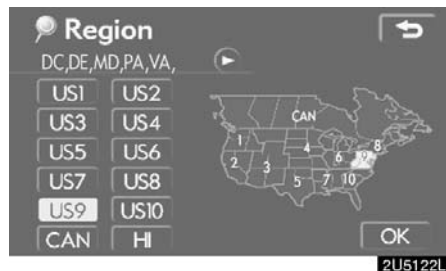 Region
DC,DE,MD,PA,VA,
US1 US2
US3 US4
US5 US6
US7 US8
US9 US10
CAN HI
CAN
1
2
3
4
5
6
7
8
9
10
OK
2U5122L